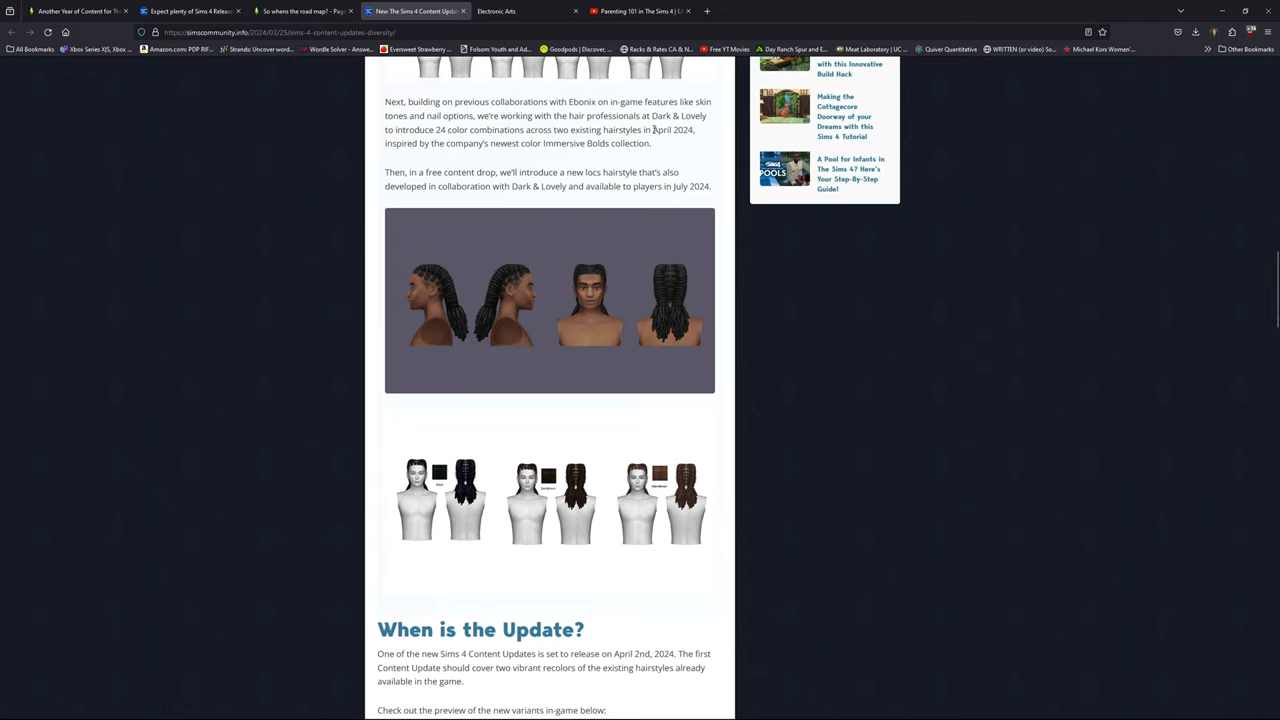 Another Year of Content for The
Expect plenty of Sims 4 Releas
So whens the road map? - Page
New The Sims 4 Content Updat
Electronic Arts
Parenting 101 in The Sims 4 | EA
https://simscommunity.info/2024/03/25/sims-4-content-updates-diversity/
All Bookmarks
Xbox Series X|S, Xbox ...
Amazon.com: PDP RIF...
Strands: Uncover word...
Wordle Solver - Answe...
Eversweet Strawberry ...
Folsom Youth and Ad...
Goodpods | Discover, ...
Racks & Rates CA & N...
Free YT Movies
Day Ranch Spur and E...
Meat Laboratory | UC ...
Quiver Quantitative
WRITTEN (or video) So...
Michael Kors Women'...
Other Bookmarks
Next, building on previous collaborations with Ebonix on in-game features like skin
tones and nail options, we're working with the hair professionals at Dark & Lovely
to introduce 24 color combinations across two existing hairstyles in April 2024,
inspired by the company's newest color Immersive Bolds collection.
Then, in a free content drop, we'll introduce a new locs hairstyle that's also
developed in collaboration with Dark & Lovely and available to players in July 2024.
When is the Update?
One of the new Sims 4 Content Updates is set to release on April 2nd, 2024. The first
Content Update should cover two vibrant recolors of the existing hairstyles already
available in the game.
Check out the preview of the new variants in-game below:
with this Innovative
Build Hack
Making the
Cottagecore
Doorway of your
Dreams with this
Sims 4 Tutorial
POOLS
A Pool for Infants in
The Sims 4? Here's
Your Step-By-Step
Guide!